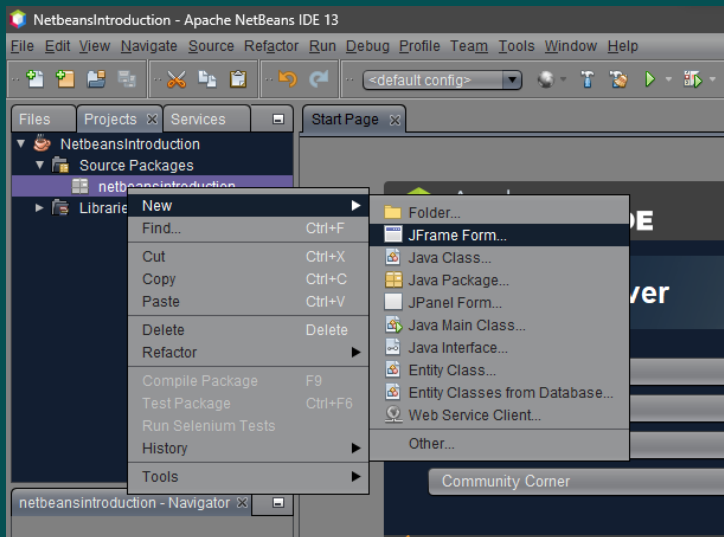 NetbeansIntroduction - Apache NetBeans IDE 13
File Edit View Navigate Source Refactor Run Debug Profile Team Tools Window Help
<default config>
Files Projects Services
Start Page
NetbeansIntroduction
Source Packages
netbeansintroduction
Librarie
New
Find... Ctrl+F
Cut Ctrl+X
Copy Ctrl+C
Paste Ctrl+V
Delete Delete
Refactor
Compile Package F9
Test Package Ctrl+F6
Run Selenium Tests
History
Tools
Folder...
JFrame Form...
Java Class...
Java Package...
JPanel Form...
Java Main Class...
Java Interface...
Entity Class...
Entity Classes from Database...
Web Service Client...
Other...
DE
ver
Community Corner
netbeansintroduction - Navigator